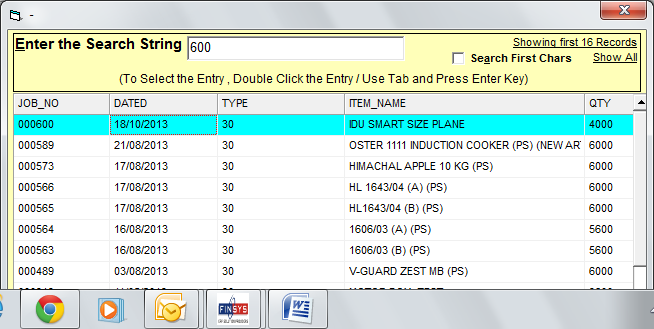 -
Enter the Search String 600
Showing first 16 Records
Search First Chars Show All
(To Select the Entry , Double Click the Entry / Use Tab and Press Enter Key)
JOB_NO DATED TYPE ITEM_NAME QTY
000600 18/10/2013 30 IDU SMART SIZE PLANE 4000
000589 21/08/2013 30 OSTER 1111 INDUCTION COOKER (PS) (NEW AR 6000
000573 17/08/2013 30 HIMACHAL APPLE 10 KG (PS) 6000
000566 17/08/2013 30 HL 1643/04 (A) (PS) 6000
000565 17/08/2013 30 HL1643/04 (B) (PS) 6000
000564 16/08/2013 30 1606/03 (A) (PS) 5600
000563 16/08/2013 30 1606/03 (B) (PS) 5600
000489 03/08/2013 30 V-GUARD ZEST MB (PS) 6000
FINSYS